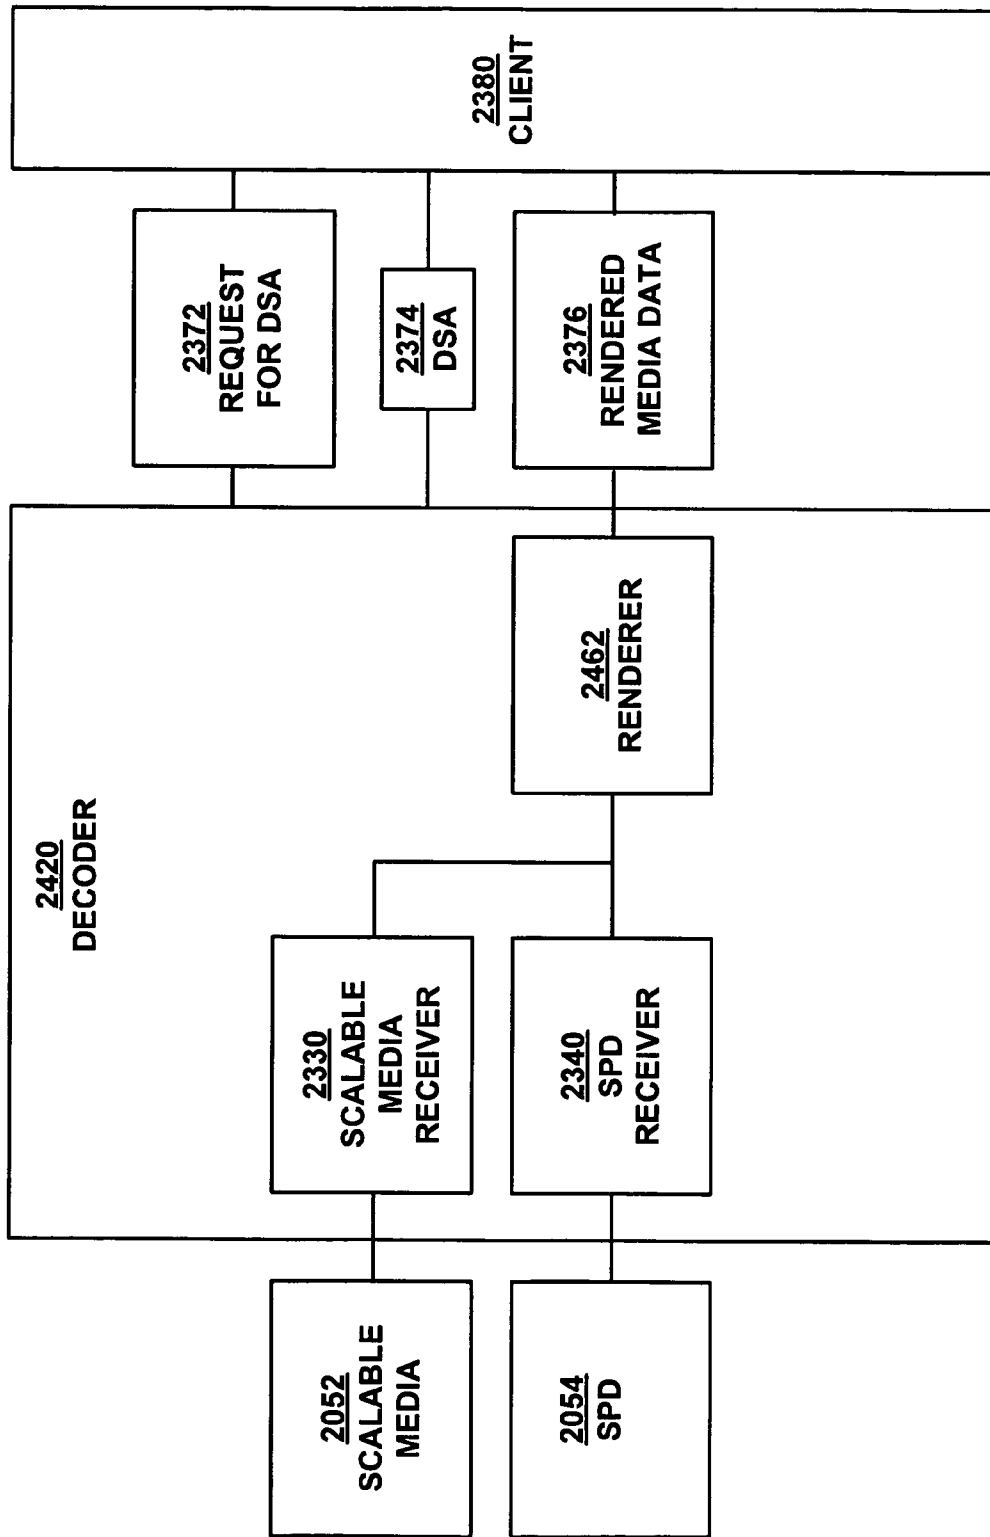 2420
DECODER
2052
SCALABLE
MEDIA
2330
SCALABLE
MEDIA
RECEIVER
2372
REQUEST
FOR DSA
2380
CLIENT
2374
DSA
2054
SPD
2340
SPD
RECEIVER
2462
RENDERER
2376
RENDERED
MEDIA DATA